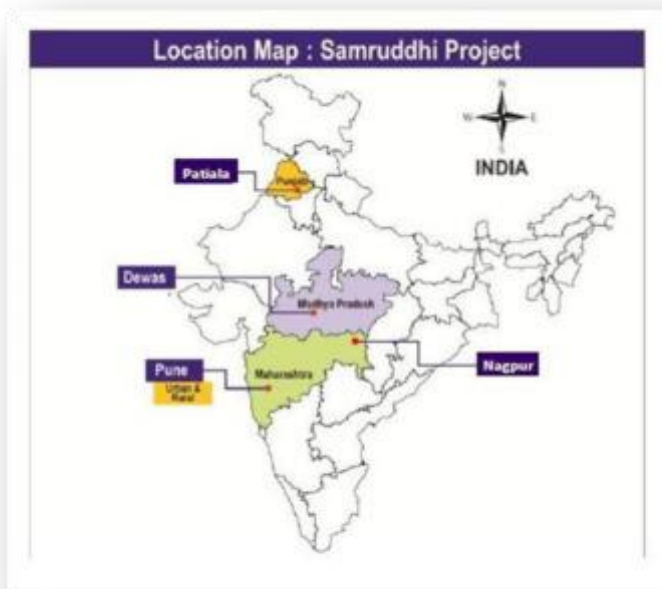 Location Map : Samruddhi Project
N
W E
S
INDIA
Patiala
Punjab
Dewas
Madhya Pradesh
Nagpur
Pune
Urban &
Rural
Maharashtra